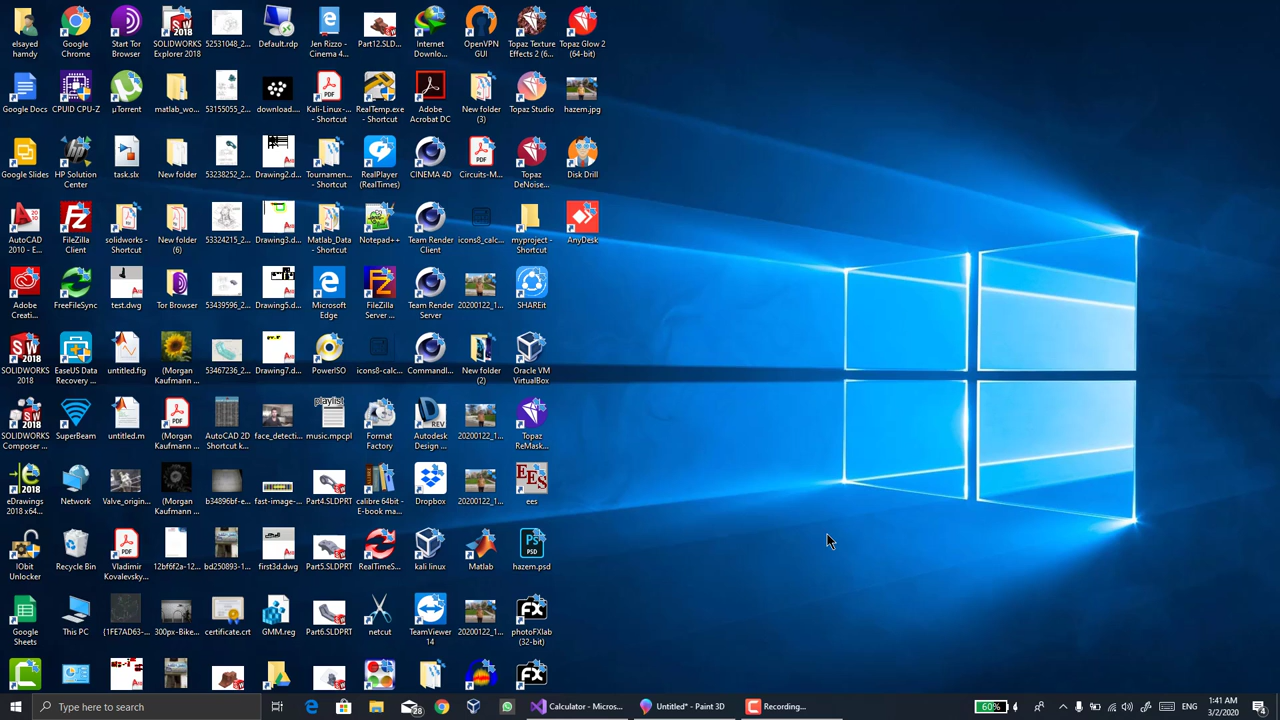 elsayed
hamdy
Google
Chrome
Start Tor
Browser
SOLIDWORKS
Explorer 2018
52531048_2...
Default.rdp
Jen Rizzo -
Cinema 4...
Part12.SLD...
Internet
Downlo...
OpenVPN
GUI
Topaz Texture
Effects 2 (6...
Topaz Glow 2
(64-bit)
Google Docs
CPUID CPU-Z
µTorrent
matlab_wo...
53155055_2...
download....
Kali-Linux-...
- Shortcut
RealTemp.exe
- Shortcut
Adobe
Acrobat DC
New folder
(3)
Topaz Studio
hazem.jpg
Google Slides
HP Solution
Center
task.slx
New folder
53238252_2...
Drawing2.d...
Tournamen...
- Shortcut
RealPlayer
(RealTimes)
CINEMA 4D
Circuits-M...
Topaz
DeNoise...
Disk Drill
AutoCAD
2010 - E...
FileZilla
Client
solidworks -
Shortcut
New folder
(6)
53324215_2...
Drawing3.d...
Matlab_Data
- Shortcut
Notepad++
Team Render
Client
icons8_calc...
myproject -
Shortcut
AnyDesk
Adobe
Creati...
FreeFileSync
test.dwg
Tor Browser
53439596_2...
Drawing5.d...
Microsoft
Edge
FileZilla
Server ...
Team Render
Server
20200122_1...
SHAREit
SOLIDWORKS
2018
EaseUS Data
Recovery ...
untitled.fig
(Morgan
Kaufmann ...
53467236_2...
Drawing7.d...
PowerISO
icons8-calc...
Commandl...
New folder
(2)
Oracle VM
VirtualBox
SOLIDWORKS
Composer ...
SuperBeam
untitled.m
(Morgan
Kaufmann ...
AutoCAD 2D
Shortcut k...
face_detecti...
playlist
music.mpcpl
Format
Factory
Autodesk
Design ...
20200122_1...
Topaz
ReMask...
eDrawings
2018 x64...
Network
Valve_origin...
(Morgan
Kaufmann ...
b34896bf-e...
fast-image-...
Part4.SLDPRT
calibre 64bit -
E-book ma...
Dropbox
20200122_1...
EES
ees
IObit
Unlocker
Recycle Bin
Vladimir
Kovalevsky...
12bf6f2a-12...
bd250893-1...
first3d.dwg
Part5.SLDPRT
RealTimeS...
kali linux
Matlab
hazem.psd
Google
Sheets
This PC
{1FE7AD63-...
300px-Bike...
certificate.crt
GMM.reg
Part6.SLDPRT
netcut
TeamViewer
14
20200122_1...
photoFXlab
(32-bit)
Type here to search
28
Calculator - Micros...
Untitled* - Paint 3D
Recording...
60%
ENG
1:41 AM
3/2/2020
4